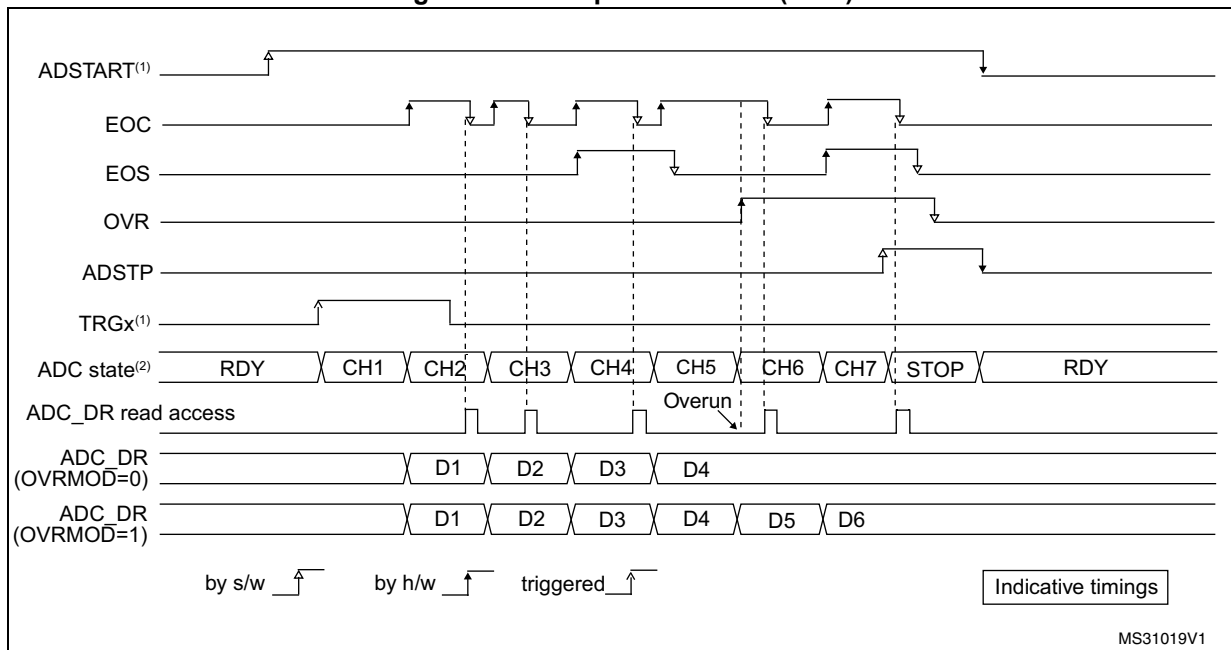 ADSTART(1)
EOC
EOS
OVR
ADSTP
TRGx(1)
ADC state(2) RDY CH1 CH2 CH3 CH4 CH5 CH6 CH7 STOP RDY
ADC_DR read access Overun
ADC_DR
(OVRMOD=0) D1 D2 D3 D4
ADC_DR
(OVRMOD=1) D1 D2 D3 D4 D5 D6
by s/w by h/w triggered Indicative timings
MS31019V1